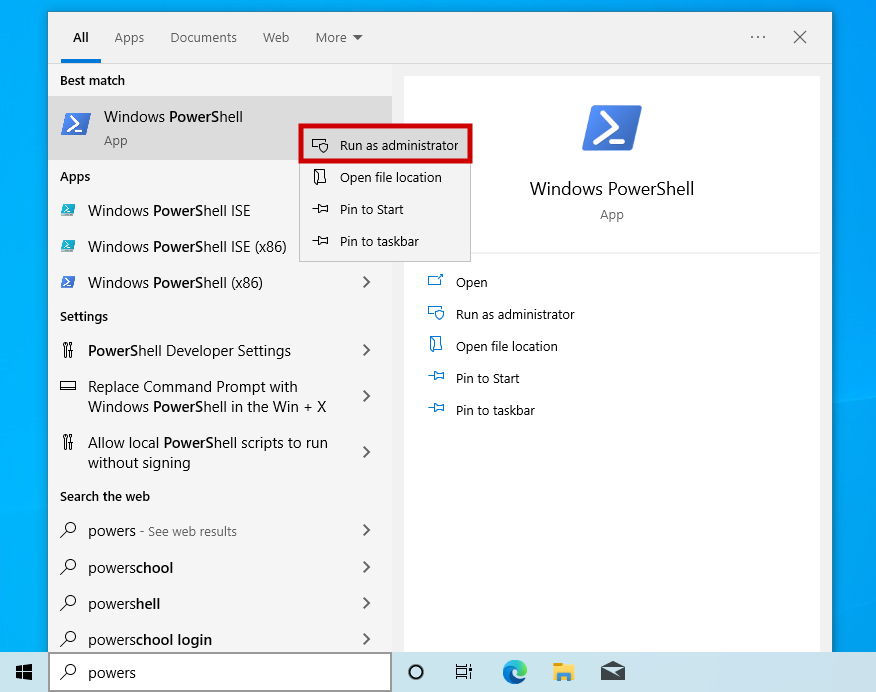 All Apps Documents Web More
Best match
Windows PowerShell
App
Run as administrator
Open file location
Pin to Start
Pin to taskbar
Apps
Windows PowerShell ISE
Windows PowerShell ISE (x86)
Windows PowerShell (x86)
Settings
PowerShell Developer Settings
Replace Command Prompt with
Windows PowerShell in the Win + X
Allow local PowerShell scripts to run
without signing
Search the web
powers - See web results
powerschool
powershell
powerschool login
powers
Windows PowerShell
App
Open
Run as administrator
Open file location
Pin to Start
Pin to taskbar